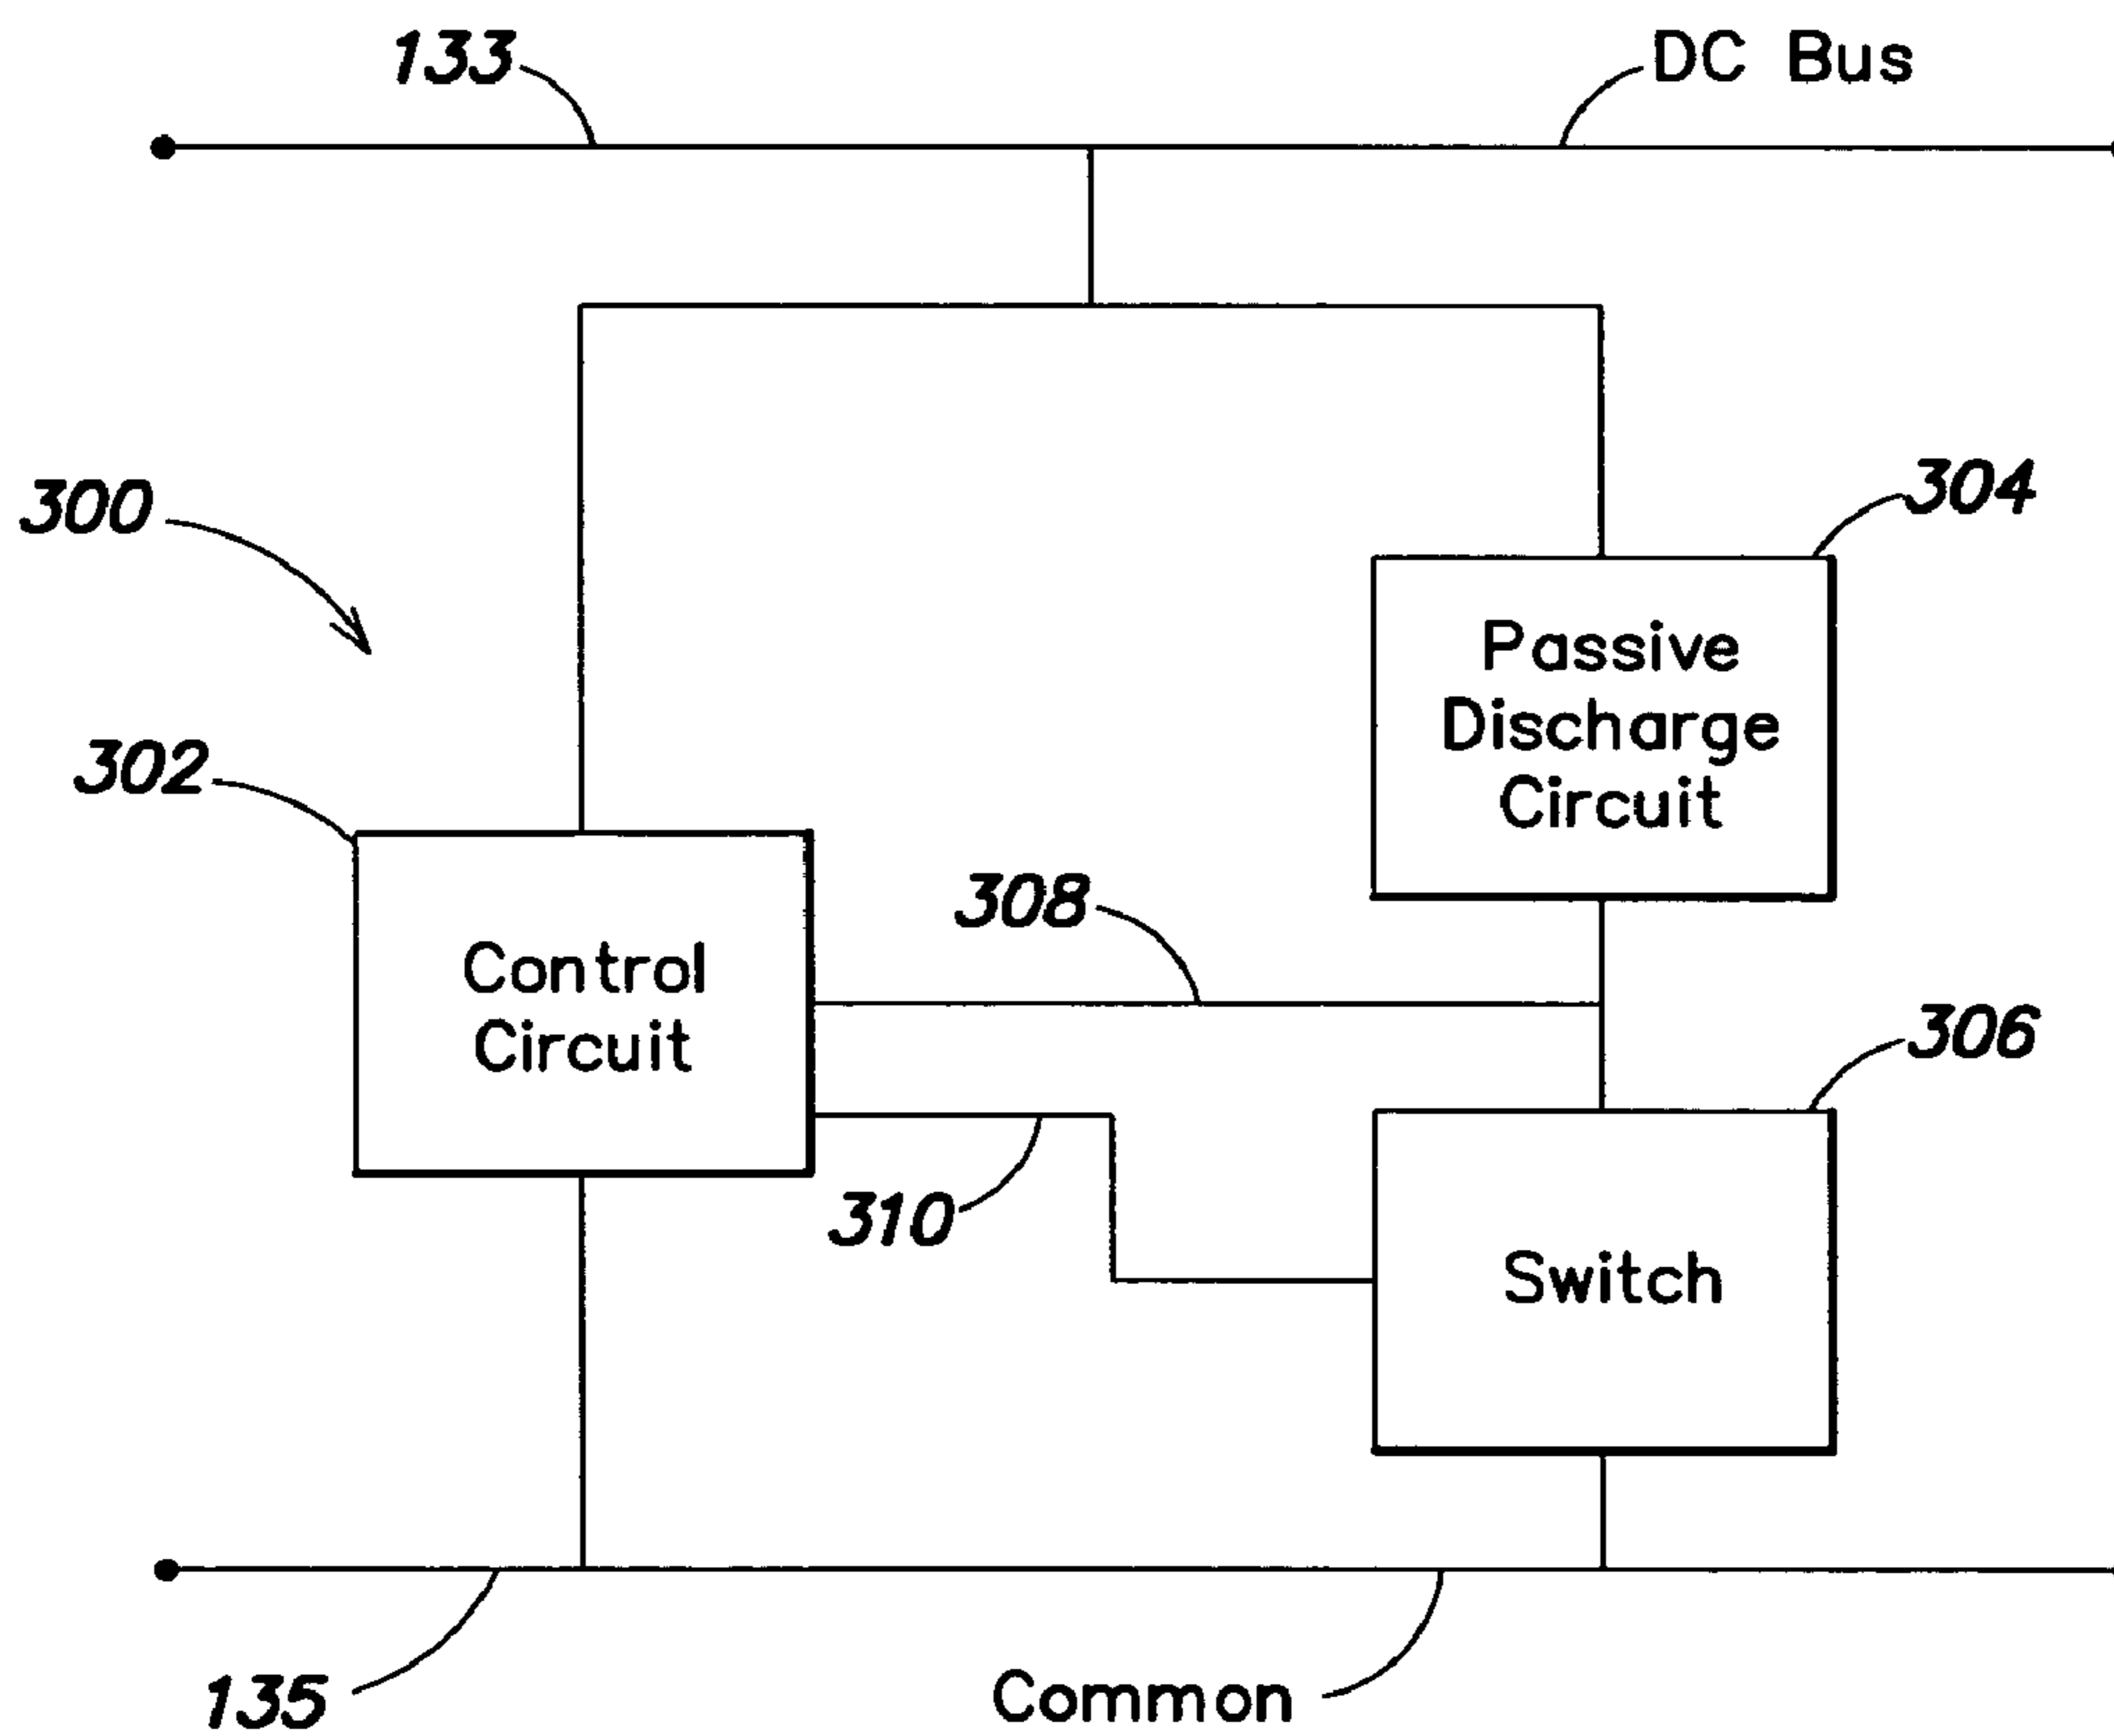 133
DC Bus
300
304
Passive
Discharge
Circuit
302
308
Control
Circuit
306
310
Switch
135
Common